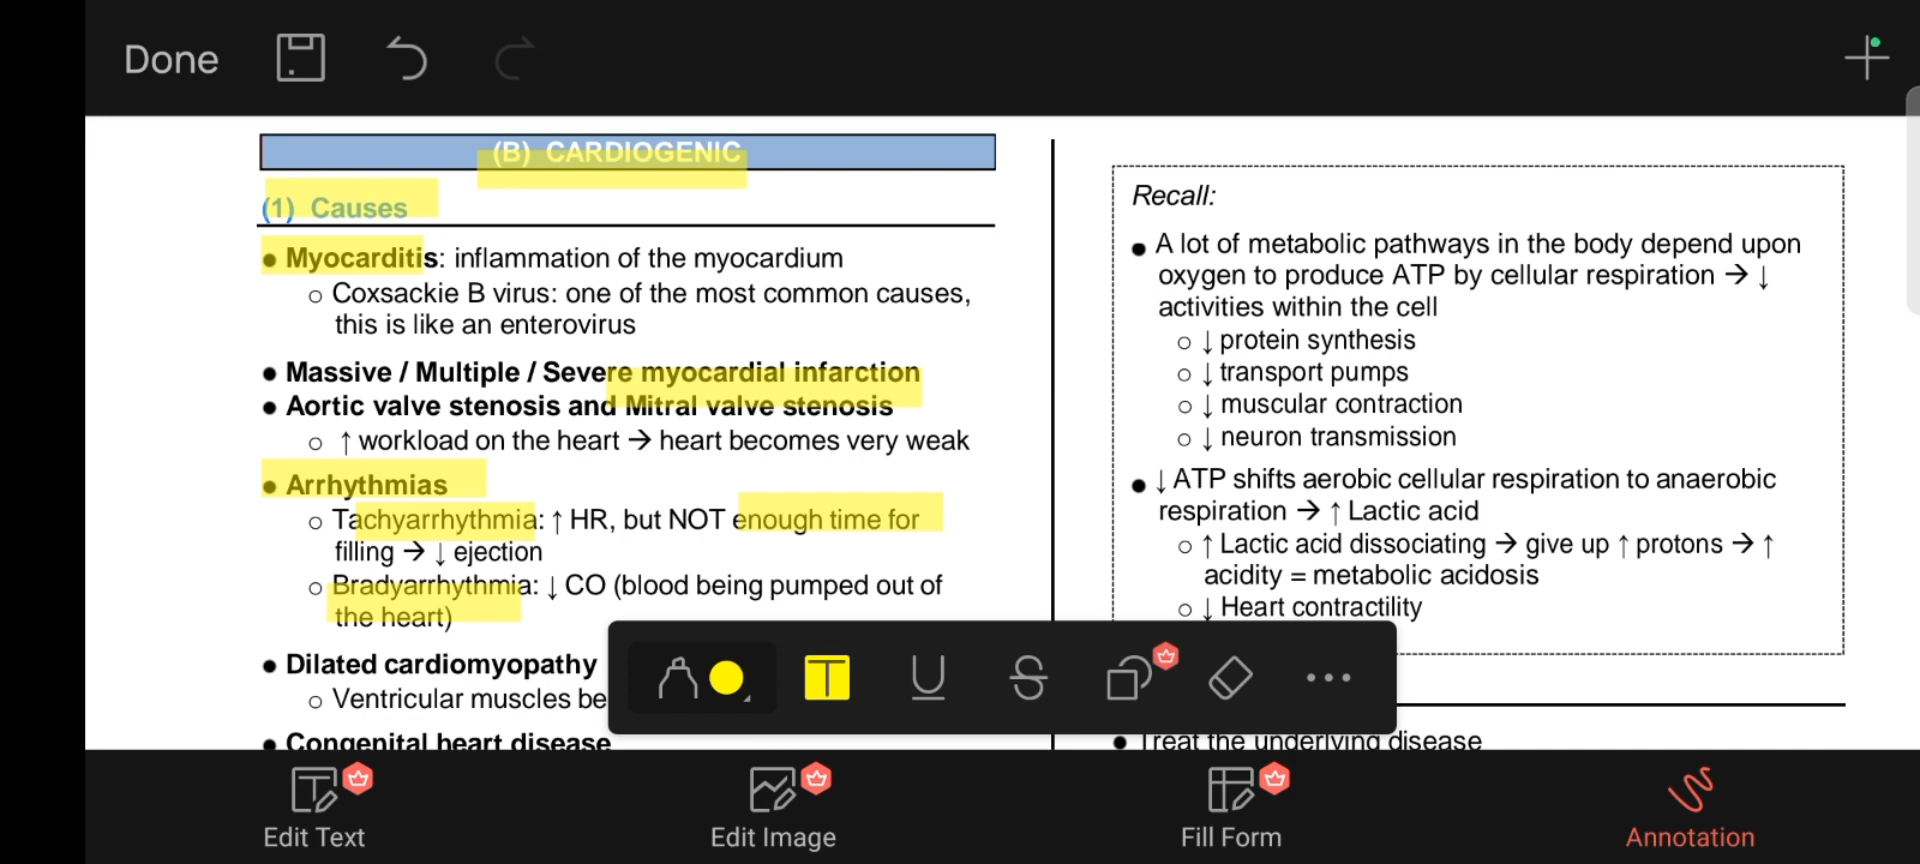 Done
(B) CARDIOGENIC
(1) Causes
● Myocarditis: inflammation of the myocardium
○ Coxsackie B virus: one of the most common causes,
this is like an enterovirus
● Massive / Multiple / Severe myocardial infarction
● Aortic valve stenosis and Mitral valve stenosis
○ ↑ workload on the heart → heart becomes very weak
● Arrhythmias
○ Tachyarrhythmia: ↑ HR, but NOT enough time for
filling → ↓ ejection
○ Bradyarrhythmia: ↓ CO (blood being pumped out of
the heart)
● Dilated cardiomyopathy
○ Ventricular muscles be
● Congenital heart disease
Recall:
● A lot of metabolic pathways in the body depend upon
oxygen to produce ATP by cellular respiration → ↓
activities within the cell
○ ↓ protein synthesis
○ ↓ transport pumps
○ ↓ muscular contraction
○ ↓ neuron transmission
● ↓ ATP shifts aerobic cellular respiration to anaerobic
respiration → ↑ Lactic acid
○ ↑ Lactic acid dissociating → give up ↑ protons → ↑
acidity = metabolic acidosis
○ ↓ Heart contractility
● Treat the underlying disease
Edit Text
Edit Image
Fill Form
Annotation